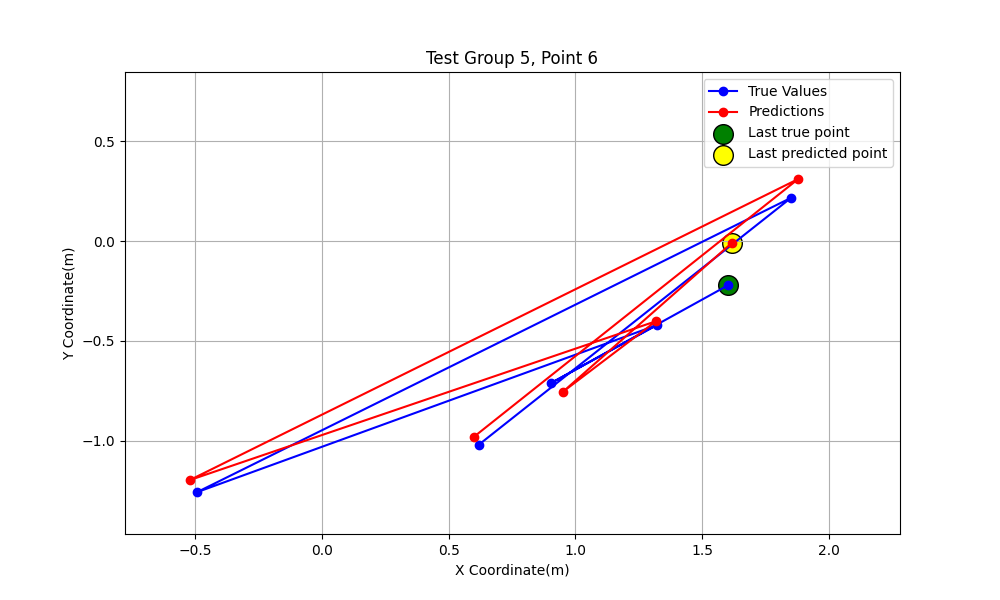 Test Group 5, Point 6
True Values
Predictions
Last true point
Last predicted point
0.5
0.0
−0.5
−1.0
Y Coordinate(m)
−0.5
0.0
0.5
1.0
1.5
2.0
X Coordinate(m)